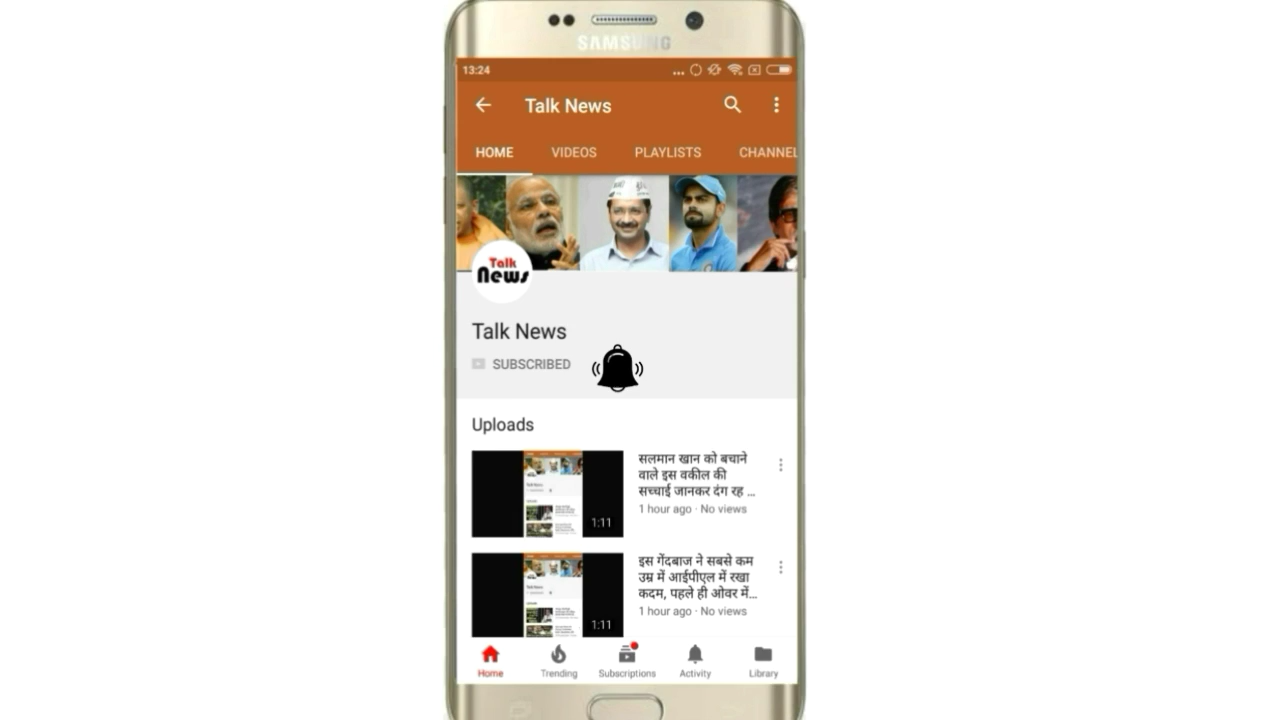 SAMSUNG
13:24
Talk News
HOME VIDEOS PLAYLISTS CHANNEL
Talk
News
Talk News
SUBSCRIBED
Uploads
सलमान खान को बचाने
वाले इस वकील की
सच्चाई जानकर दंग रह ...
1 hour ago · No views
1:11
इस गेंदबाज ने सबसे कम
उम्र में आईपीएल में रखा
कदम, पहले ही ओवर में...
1 hour ago · No views
1:11
Home Trending Subscriptions Activity Library